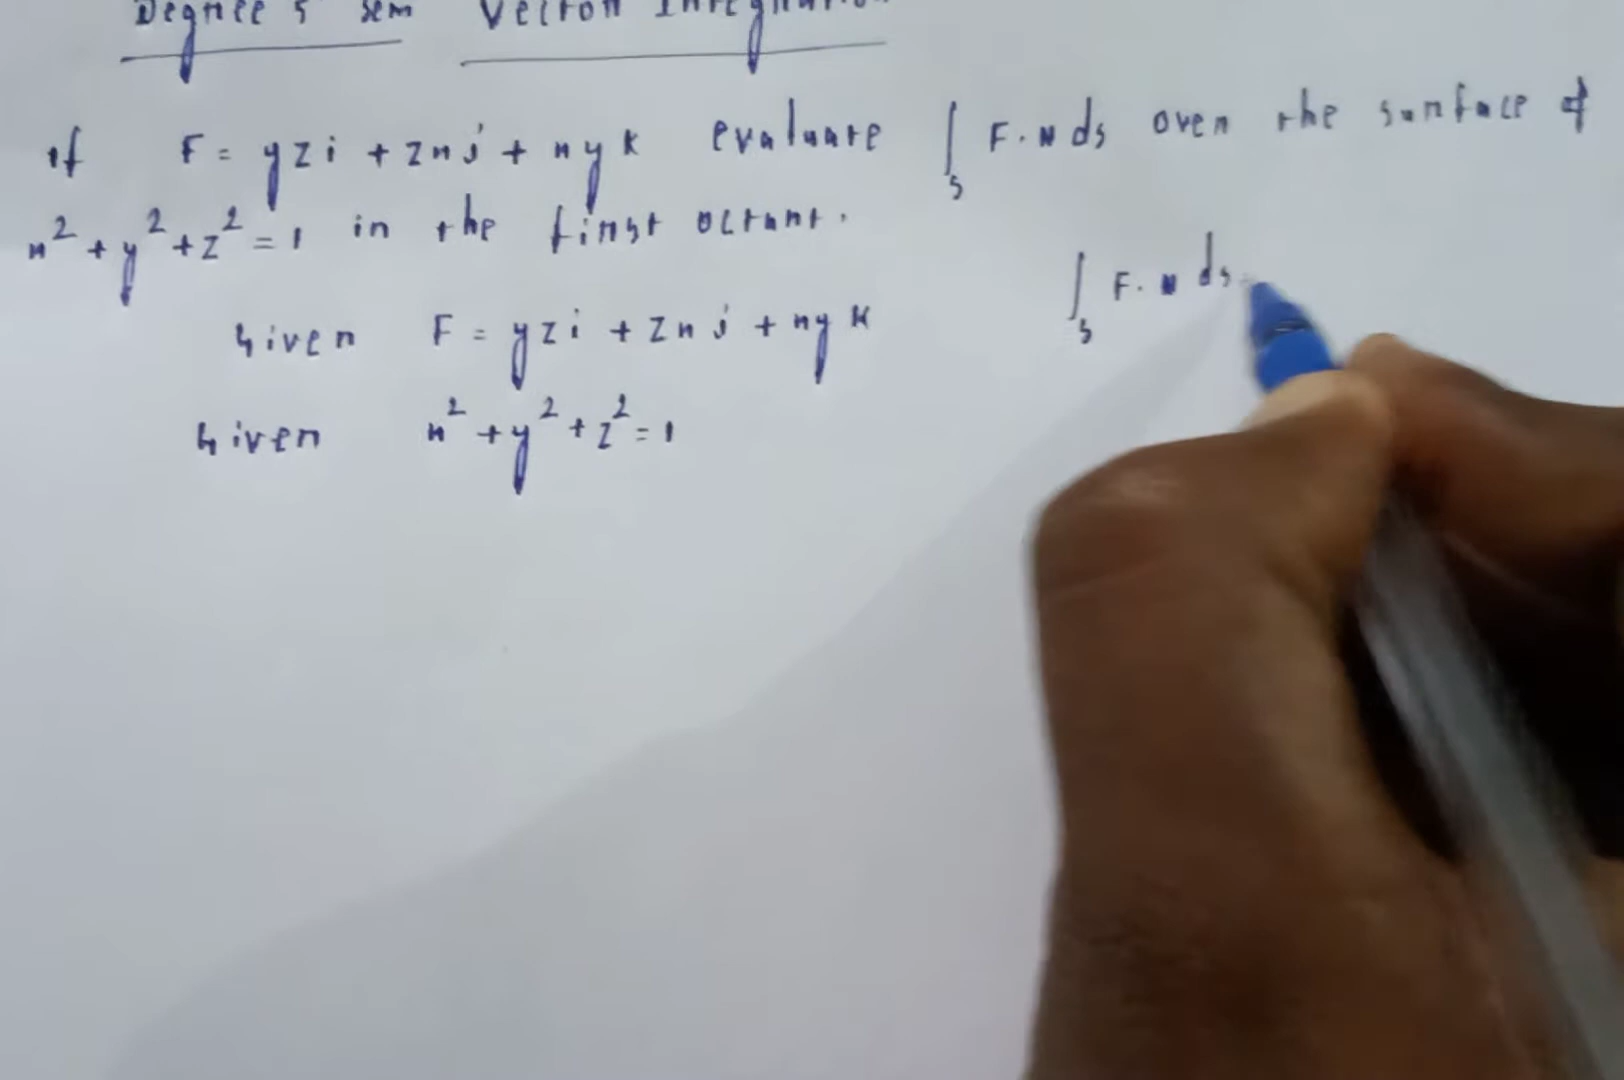 Degree 5 sem Vector Integration
If F = yzi + zxj + xyk evaluate ∫s F.N ds over the surface of
x² + y² + z² = 1 in the first octant.
∫s F.N ds
Given F = yzi + zxj + xyk
Given x² + y² + z² = 1